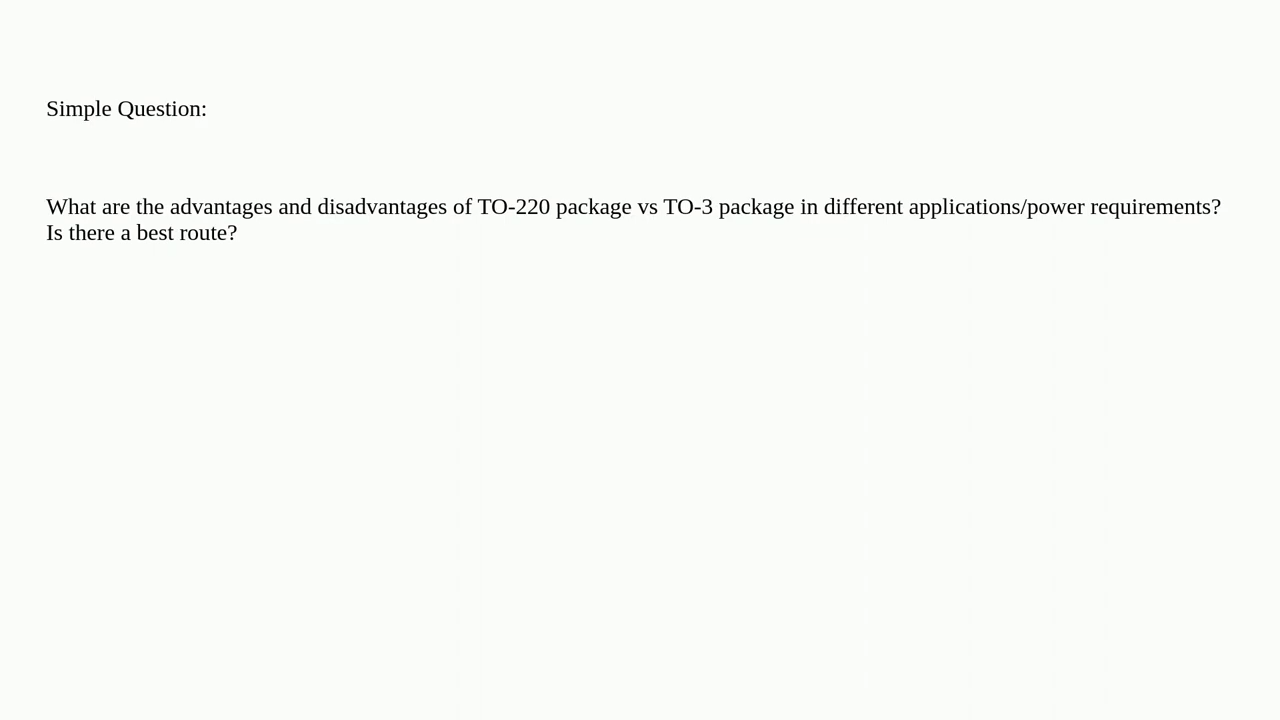 Simple Question:
What are the advantages and disadvantages of TO-220 package vs TO-3 package in different applications/power requirements?
Is there a best route?